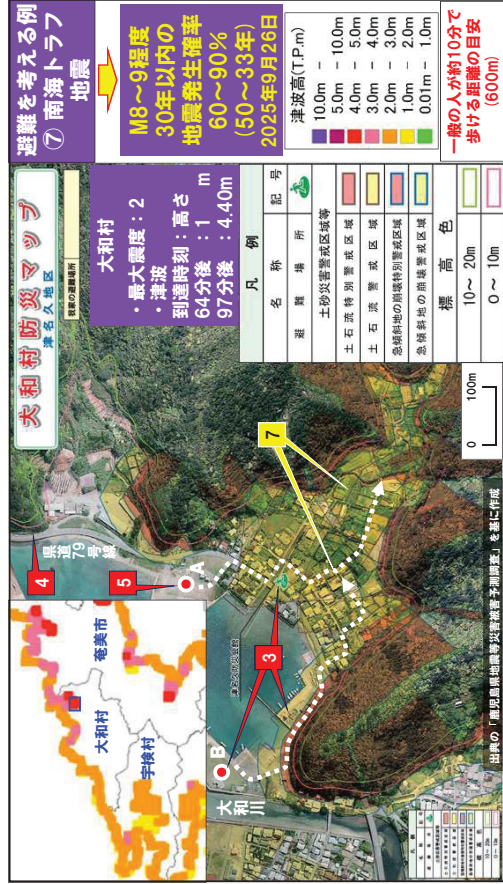 避難を考える例
⑦ 南海トラフ
地震
M8～9程度
30年以内の
地震発生確率
60～90%
(50～33年)
2025年9月26日
津波高(T.P.m)
10.0m －
5.0m － 10.0m
4.0m － 5.0m
3.0m － 4.0m
2.0m － 3.0m
1.0m － 2.0m
0.01m － 1.0m
一般の人が約10分で
歩ける距離の目安
(600m)
大和村防災マップ
津名久地区
我家の避難場所
大和村
・最大震度：2
・津波
到達時刻：高さ
64分後 ：1 m
97分後 ：4.40m
凡 例
名 称
記 号
避 難 場 所
土砂災害警戒区域等
土石流特別警戒区域
土石流警戒区域
急傾斜地の崩壊特別警戒区域
急傾斜地の崩壊警戒区域
標 高 色
10～ 20m
0～ 10m
0 100m
7
県道79号線
4
5
A
3
B
大和川
大和村
奄美市
宇検村
出典の「鹿児島県地震等災害被害予測調査」を基に作成